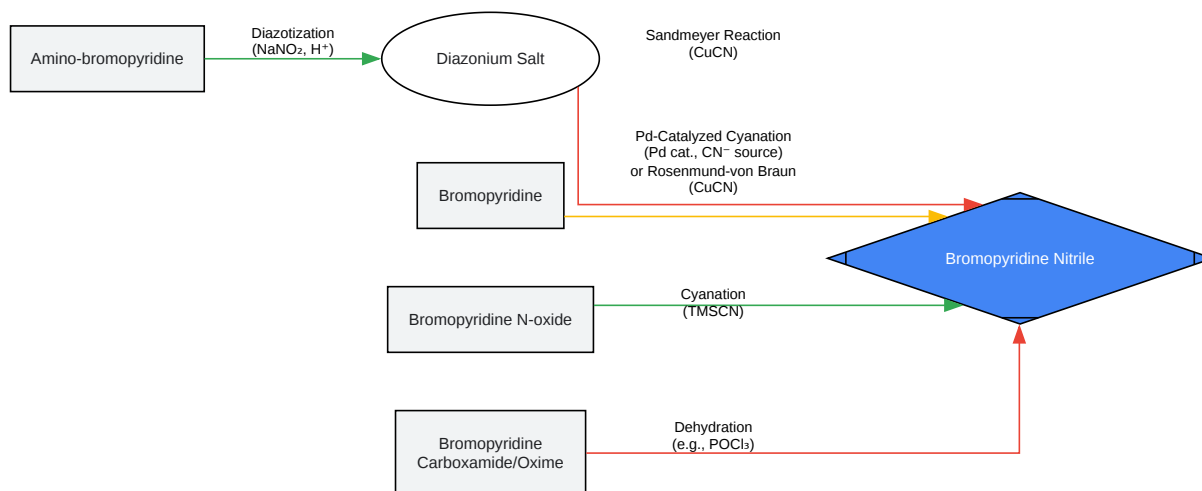 Amino-bromopyridine
Diazotization
(NaNO₂, H⁺)
Diazonium Salt
Sandmeyer Reaction
(CuCN)
Bromopyridine
Pd-Catalyzed Cyanation
(Pd cat., CN⁻ source)
or Rosenmund-von Braun
(CuCN)
Bromopyridine Nitrile
Bromopyridine N-oxide
Cyanation
(TMSCN)
Bromopyridine
Carboxamide/Oxime
Dehydration
(e.g., POCl₃)